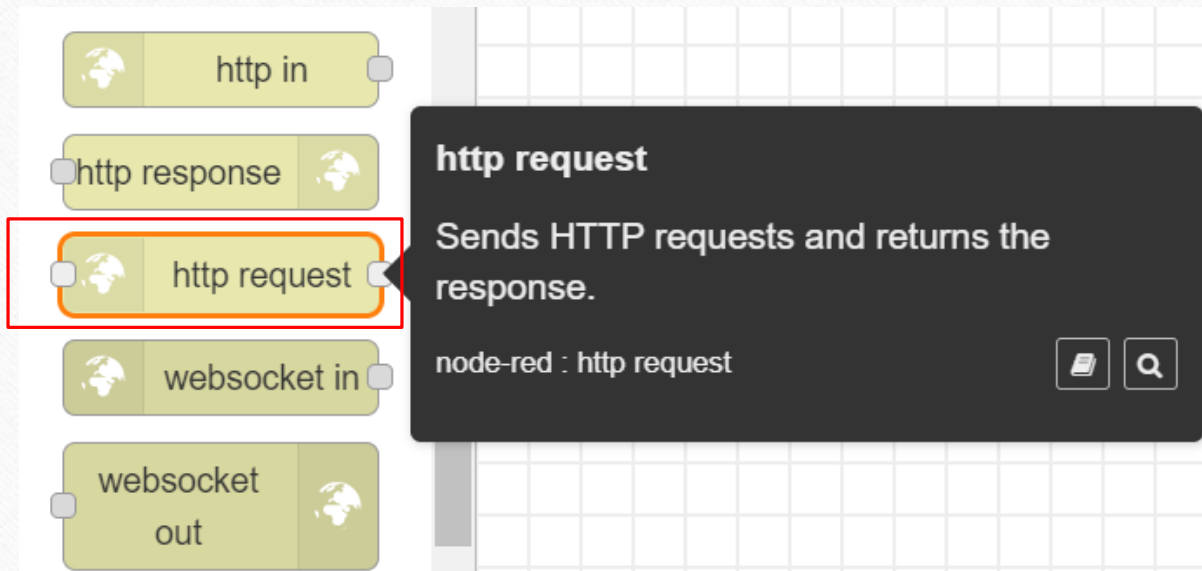 http in
http response
http request
websocket in
websocket
out
http request
Sends HTTP requests and returns the
response.
node-red : http request